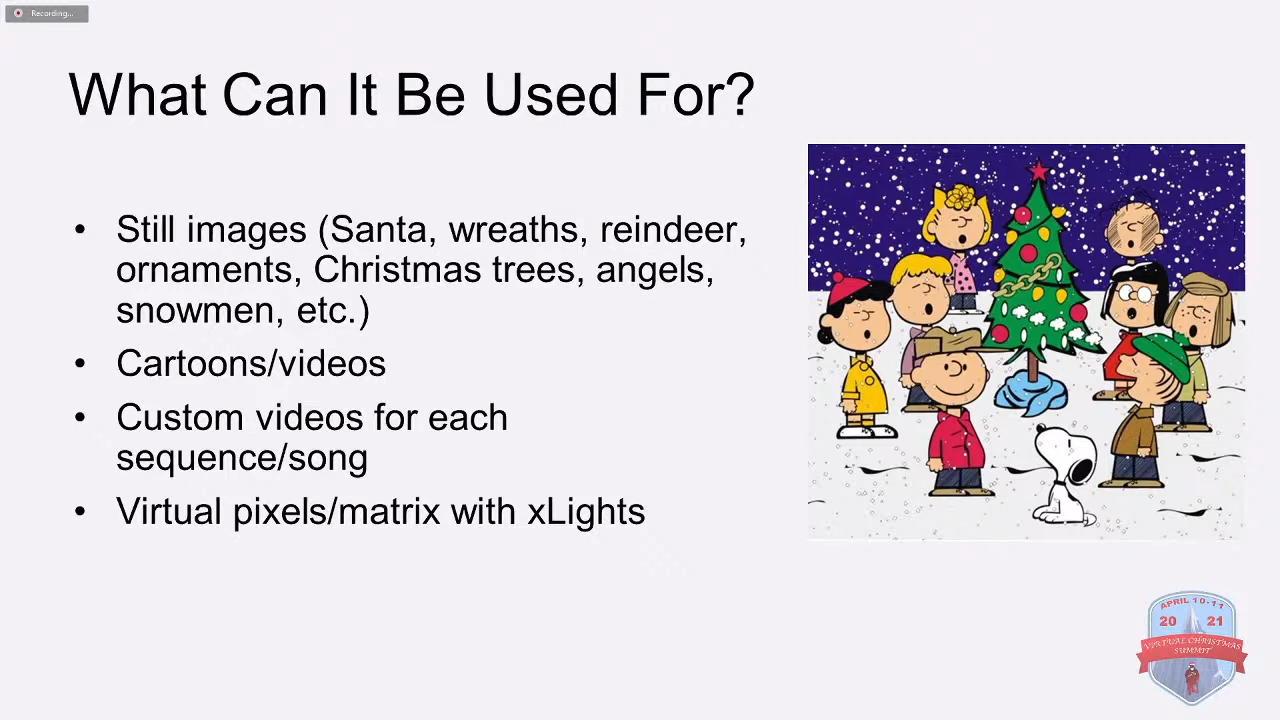 Recording...
What Can It Be Used For?
• Still images (Santa, wreaths, reindeer,
ornaments, Christmas trees, angels,
snowmen, etc.)
• Cartoons/videos
• Custom videos for each
sequence/song
• Virtual pixels/matrix with xLights
APRIL 10-11
20 21
VIRTUAL CHRISTMAS
SUMMIT